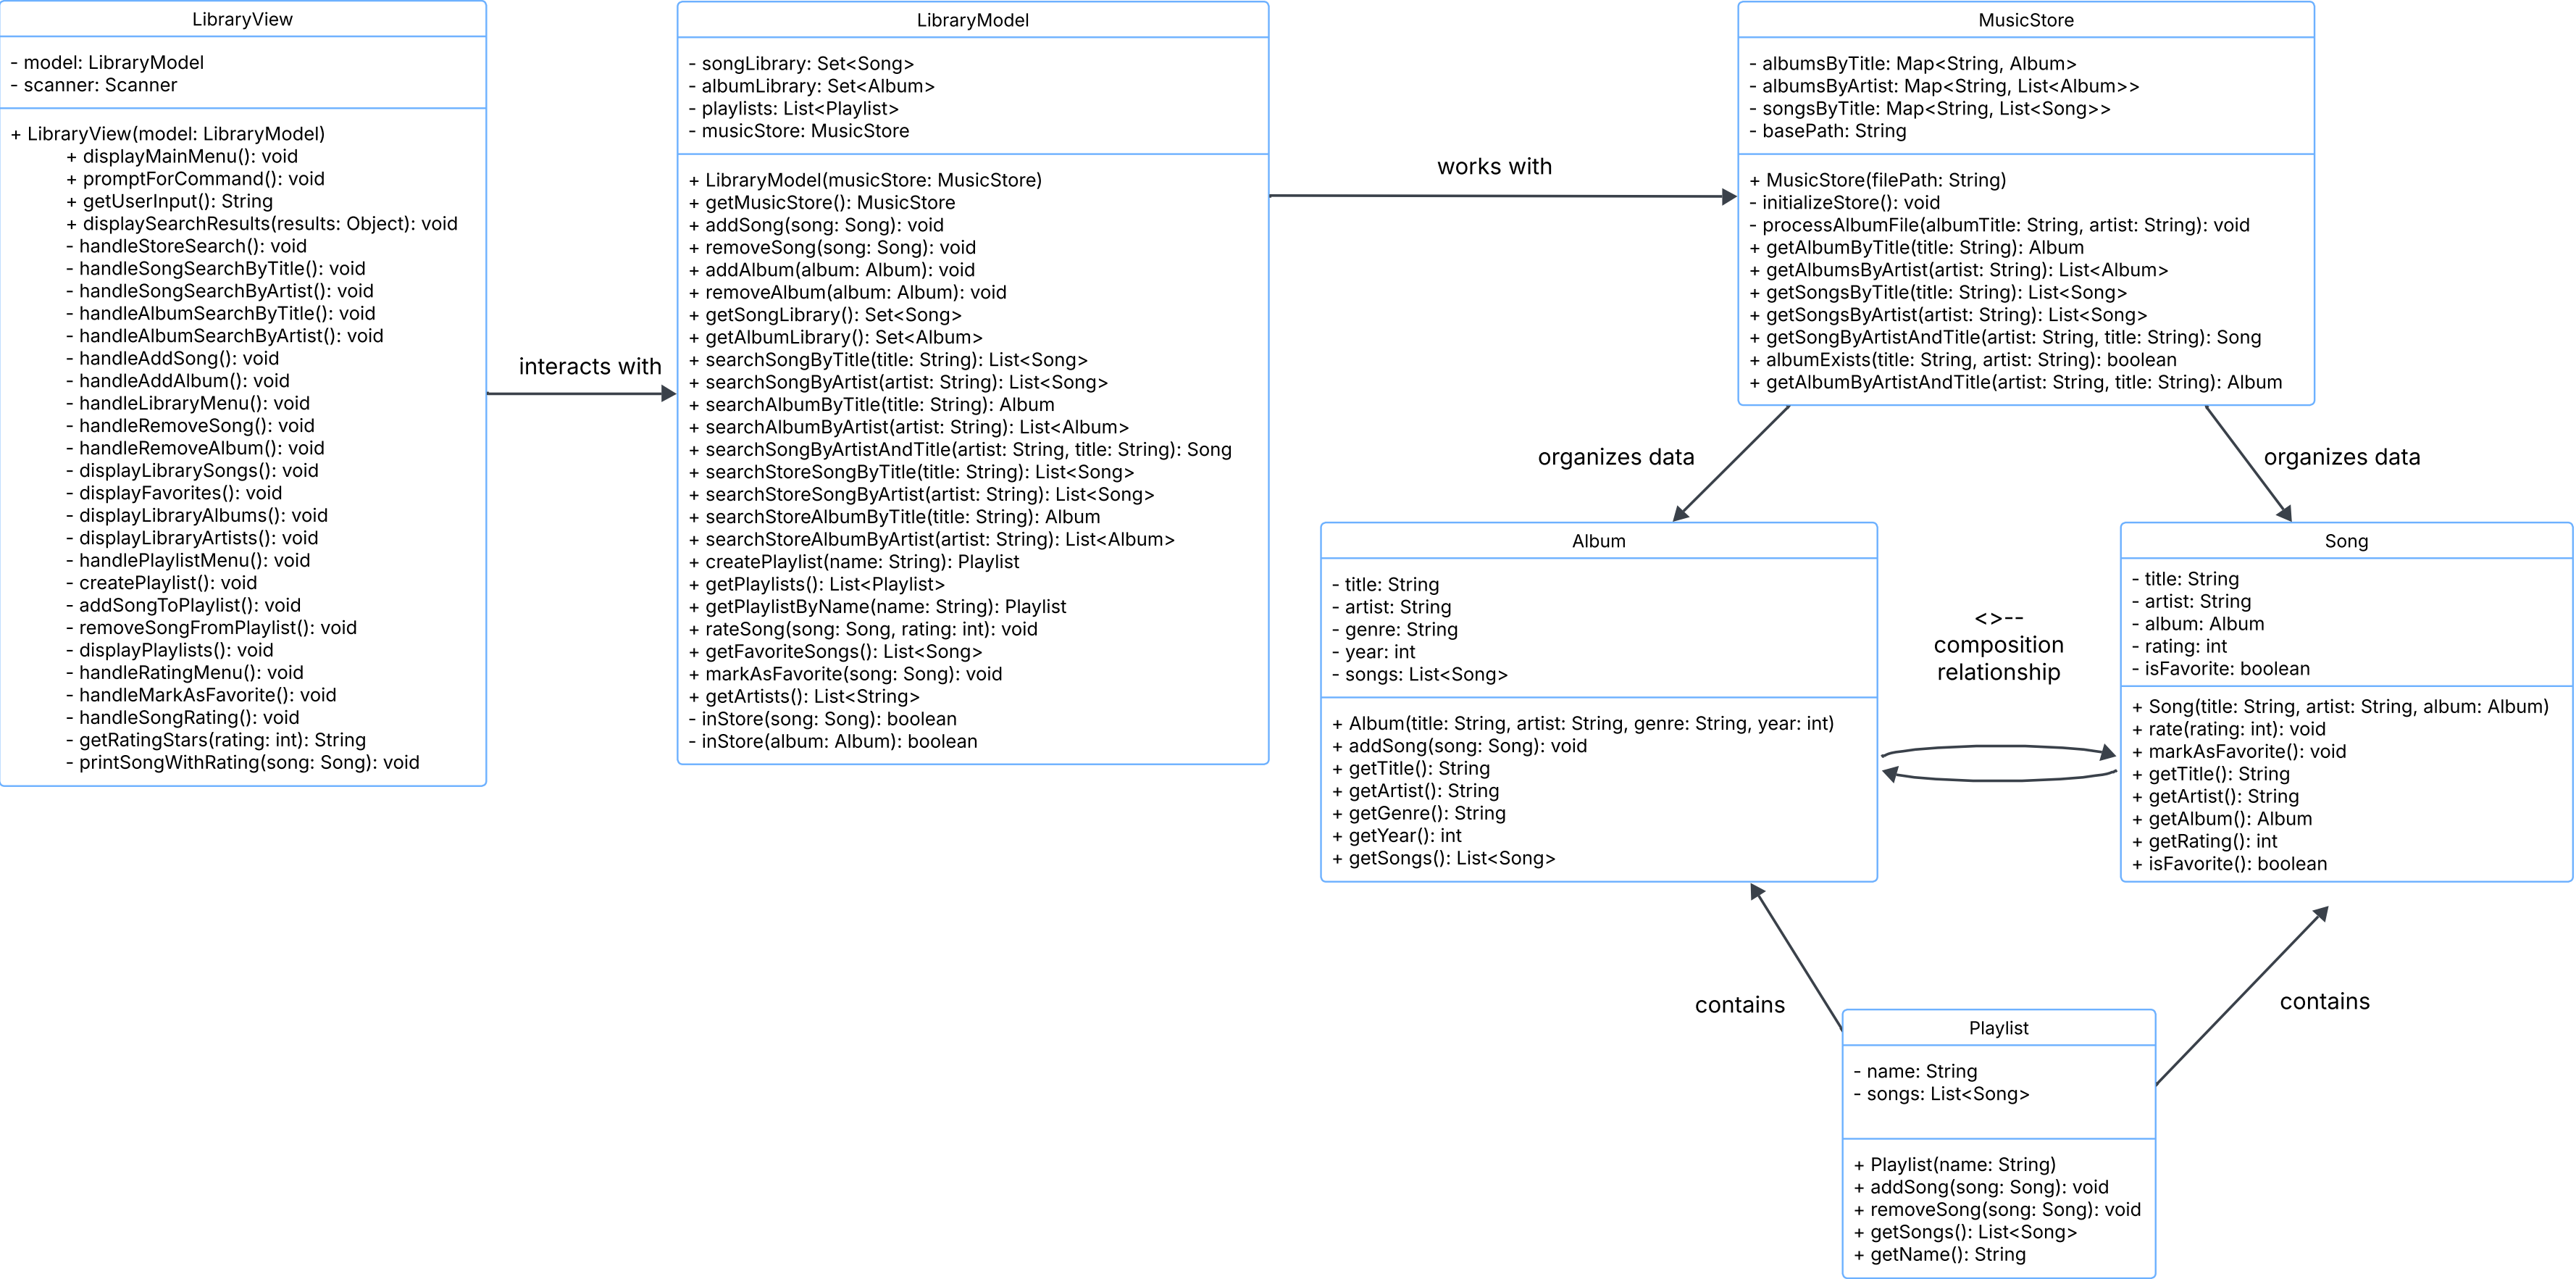 LibraryView
- model: LibraryModel
- scanner: Scanner
+ LibraryView(model: LibraryModel)
+ displayMainMenu(): void
+ promptForCommand(): void
+ getUserInput(): String
+ displaySearchResults(results: Object): void
- handleStoreSearch(): void
- handleSongSearchByTitle(): void
- handleSongSearchByArtist(): void
- handleAlbumSearchByTitle(): void
- handleAlbumSearchByArtist(): void
- handleAddSong(): void
- handleAddAlbum(): void
- handleLibraryMenu(): void
- handleRemoveSong(): void
- handleRemoveAlbum(): void
- displayLibrarySongs(): void
- displayFavorites(): void
- displayLibraryAlbums(): void
- displayLibraryArtists(): void
- handlePlaylistMenu(): void
- createPlaylist(): void
- addSongToPlaylist(): void
- removeSongFromPlaylist(): void
- displayPlaylists(): void
- handleRatingMenu(): void
- handleMarkAsFavorite(): void
- handleSongRating(): void
- getRatingStars(rating: int): String
- printSongWithRating(song: Song): void
interacts with
LibraryModel
- songLibrary: Set<Song>
- albumLibrary: Set<Album>
- playlists: List<Playlist>
- musicStore: MusicStore
+ LibraryModel(musicStore: MusicStore)
+ getMusicStore(): MusicStore
+ addSong(song: Song): void
+ removeSong(song: Song): void
+ addAlbum(album: Album): void
+ removeAlbum(album: Album): void
+ getSongLibrary(): Set<Song>
+ getAlbumLibrary(): Set<Album>
+ searchSongByTitle(title: String): List<Song>
+ searchSongByArtist(artist: String): List<Song>
+ searchAlbumByTitle(title: String): Album
+ searchAlbumByArtist(artist: String): List<Album>
+ searchSongByArtistAndTitle(artist: String, title: String): Song
+ searchStoreSongByTitle(title: String): List<Song>
+ searchStoreSongByArtist(artist: String): List<Song>
+ searchStoreAlbumByTitle(title: String): Album
+ searchStoreAlbumByArtist(artist: String): List<Album>
+ createPlaylist(name: String): Playlist
+ getPlaylists(): List<Playlist>
+ getPlaylistByName(name: String): Playlist
+ rateSong(song: Song, rating: int): void
+ getFavoriteSongs(): List<Song>
+ markAsFavorite(song: Song): void
+ getArtists(): List<String>
- inStore(song: Song): boolean
- inStore(album: Album): boolean
works with
MusicStore
- albumsByTitle: Map<String, Album>
- albumsByArtist: Map<String, List<Album>>
- songsByTitle: Map<String, List<Song>>
- basePath: String
+ MusicStore(filePath: String)
- initializeStore(): void
- processAlbumFile(albumTitle: String, artist: String): void
+ getAlbumByTitle(title: String): Album
+ getAlbumsByArtist(artist: String): List<Album>
+ getSongsByTitle(title: String): List<Song>
+ getSongsByArtist(artist: String): List<Song>
+ getSongByArtistAndTitle(artist: String, title: String): Song
+ albumExists(title: String, artist: String): boolean
+ getAlbumByArtistAndTitle(artist: String, title: String): Album
organizes data
organizes data
Album
- title: String
- artist: String
- genre: String
- year: int
- songs: List<Song>
+ Album(title: String, artist: String, genre: String, year: int)
+ addSong(song: Song): void
+ getTitle(): String
+ getArtist(): String
+ getGenre(): String
+ getYear(): int
+ getSongs(): List<Song>
<>--
composition
relationship
Song
- title: String
- artist: String
- album: Album
- rating: int
- isFavorite: boolean
+ Song(title: String, artist: String, album: Album)
+ rate(rating: int): void
+ markAsFavorite(): void
+ getTitle(): String
+ getArtist(): String
+ getAlbum(): Album
+ getRating(): int
+ isFavorite(): boolean
contains
contains
Playlist
- name: String
- songs: List<Song>
+ Playlist(name: String)
+ addSong(song: Song): void
+ removeSong(song: Song): void
+ getSongs(): List<Song>
+ getName(): String